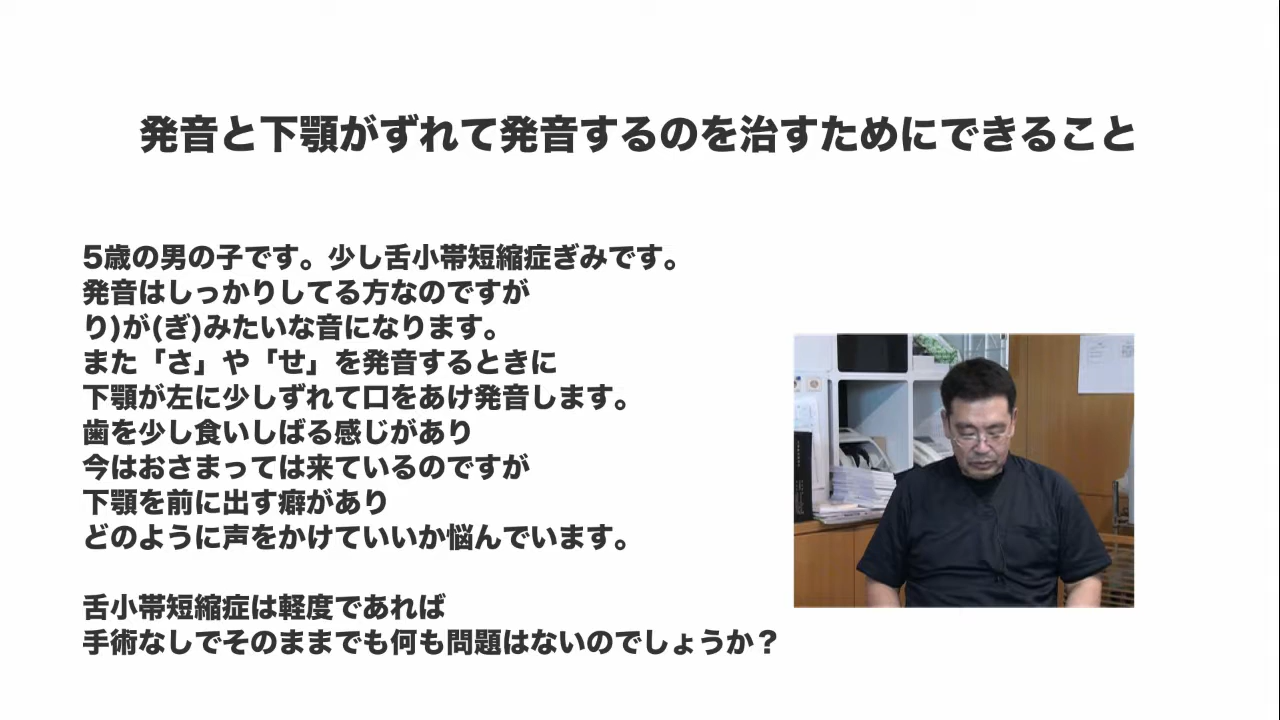 発音と下顎がずれて発音するのを治すためにできること
5歳の男の子です。少し舌小帯短縮症ぎみです。
発音はしっかりしてる方なのですが
り)が(ぎ)みたいな音になります。
また「さ」や「せ」を発音するときに
下顎が左に少しずれて口をあけ発音します。
歯を少し食いしばる感じがあり
今はおさまっては来ているのですが
下顎を前に出す癖があり
どのように声をかけていいか悩んでいます。
舌小帯短縮症は軽度であれば
手術なしでそのままでも何も問題はないのでしょうか？